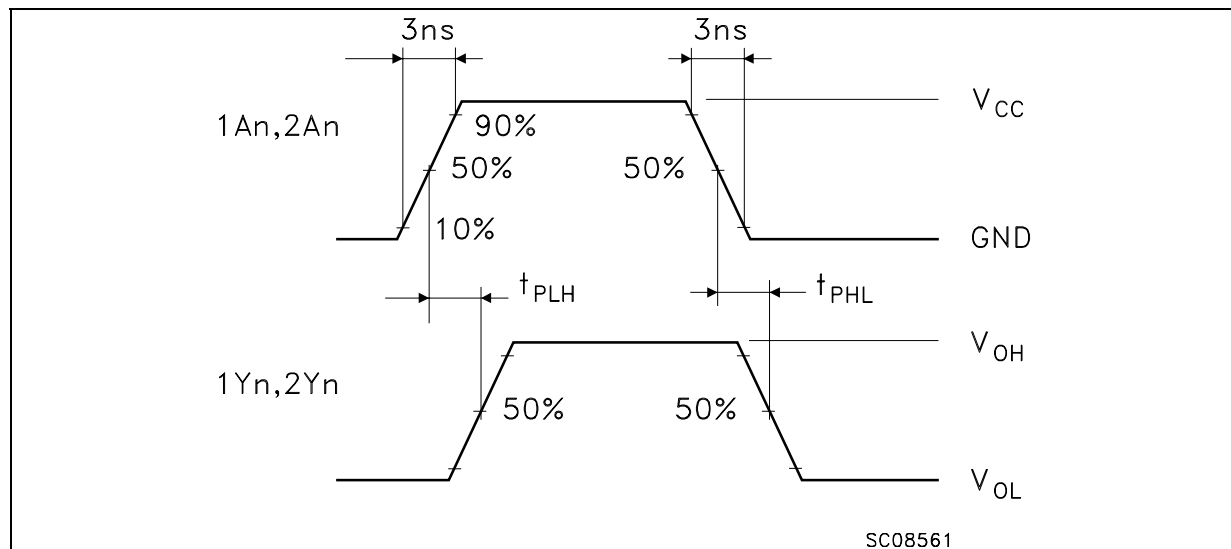 3ns 3ns
1An,2An
V_CC
90%
50% 50%
10%
GND
t_PLH t_PHL
V_OH
1Yn,2Yn
50% 50%
V_OL
SC08561